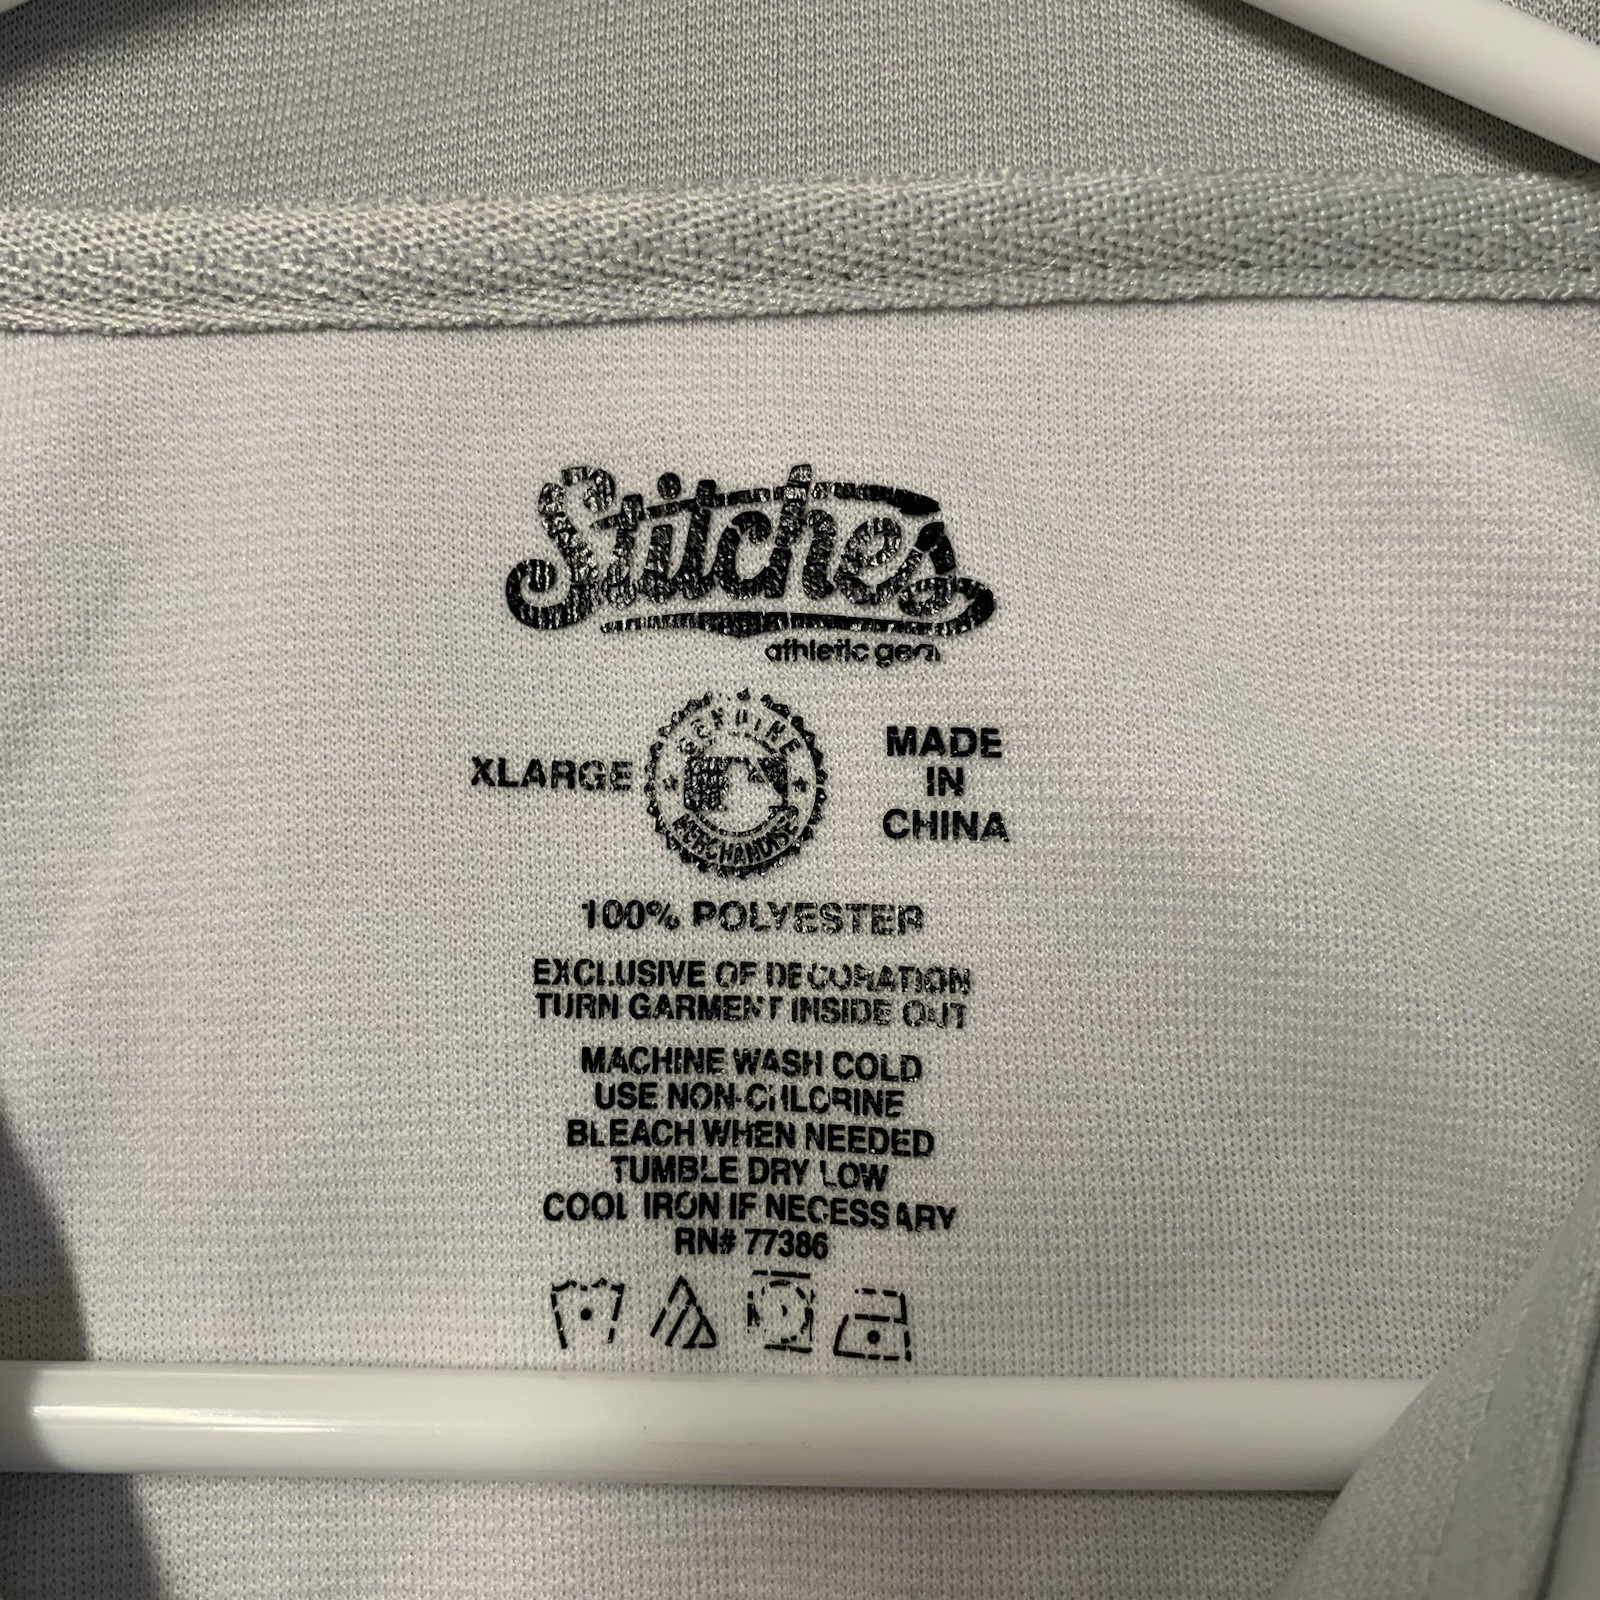 Stitches
athletic gear
XLARGE
GENUINE
MERCHANDISE
MADE
IN
CHINA
100% POLYESTER
EXCLUSIVE OF DECORATION
TURN GARMENT INSIDE OUT
MACHINE WASH COLD
USE NON-CHLORINE
BLEACH WHEN NEEDED
TUMBLE DRY LOW
COOL IRON IF NECESSARY
RN# 77386